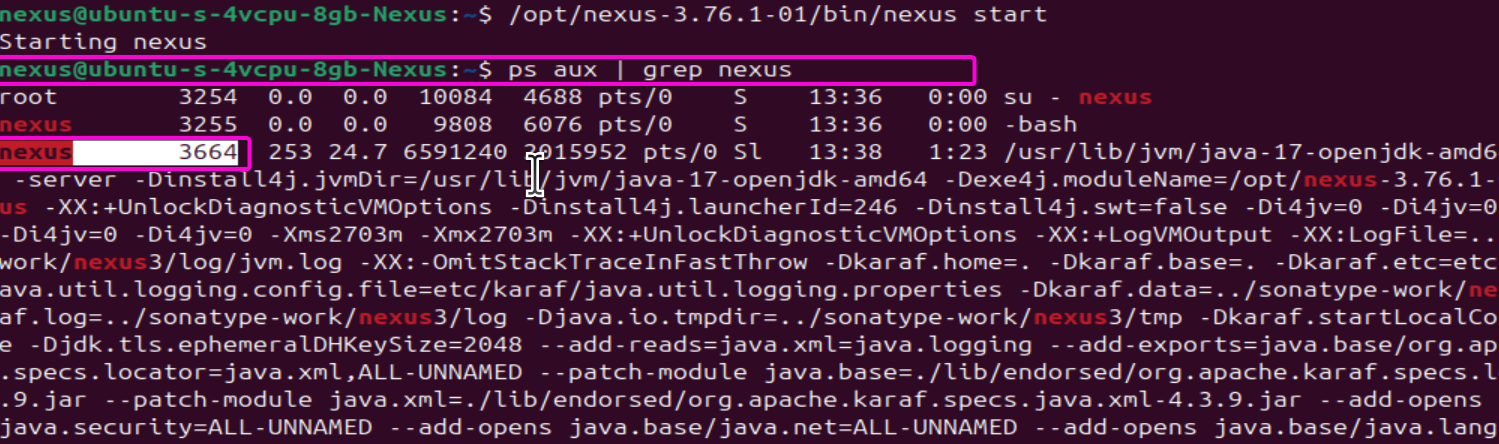 nexus@ubuntu-s-4vcpu-8gb-Nexus:~$ /opt/nexus-3.76.1-01/bin/nexus start
Starting nexus
nexus@ubuntu-s-4vcpu-8gb-Nexus:~$ ps aux | grep nexus
root 3254 0.0 0.0 10084 4688 pts/0 S 13:36 0:00 su - nexus
nexus 3255 0.0 0.0 9808 6076 pts/0 S 13:36 0:00 -bash
nexus 3664 253 24.7 6591240 2015952 pts/0 Sl 13:38 1:23 /usr/lib/jvm/java-17-openjdk-amd6
-server -Dinstall4j.jvmDir=/usr/lib/jvm/java-17-openjdk-amd64 -Dexe4j.moduleName=/opt/nexus-3.76.1-
us -XX:+UnlockDiagnosticVMOptions -Dinstall4j.launcherId=246 -Dinstall4j.swt=false -Di4jv=0 -Di4jv=0
-Di4jv=0 -Di4jv=0 -Xms2703m -Xmx2703m -XX:+UnlockDiagnosticVMOptions -XX:+LogVMOutput -XX:LogFile=..
work/nexus3/log/jvm.log -XX:-OmitStackTraceInFastThrow -Dkaraf.home=. -Dkaraf.base=. -Dkaraf.etc=etc
ava.util.logging.config.file=etc/karaf/java.util.logging.properties -Dkaraf.data=../sonatype-work/ne
af.log=../sonatype-work/nexus3/log -Djava.io.tmpdir=../sonatype-work/nexus3/tmp -Dkaraf.startLocalCo
e -Djdk.tls.ephemeralDHKeySize=2048 --add-reads=java.xml=java.logging --add-exports=java.base/org.ap
.specs.locator=java.xml,ALL-UNNAMED --patch-module java.base=./lib/endorsed/org.apache.karaf.specs.l
.9.jar --patch-module java.xml=./lib/endorsed/org.apache.karaf.specs.java.xml-4.3.9.jar --add-opens
java.security=ALL-UNNAMED --add-opens java.base/java.net=ALL-UNNAMED --add-opens java.base/java.lang